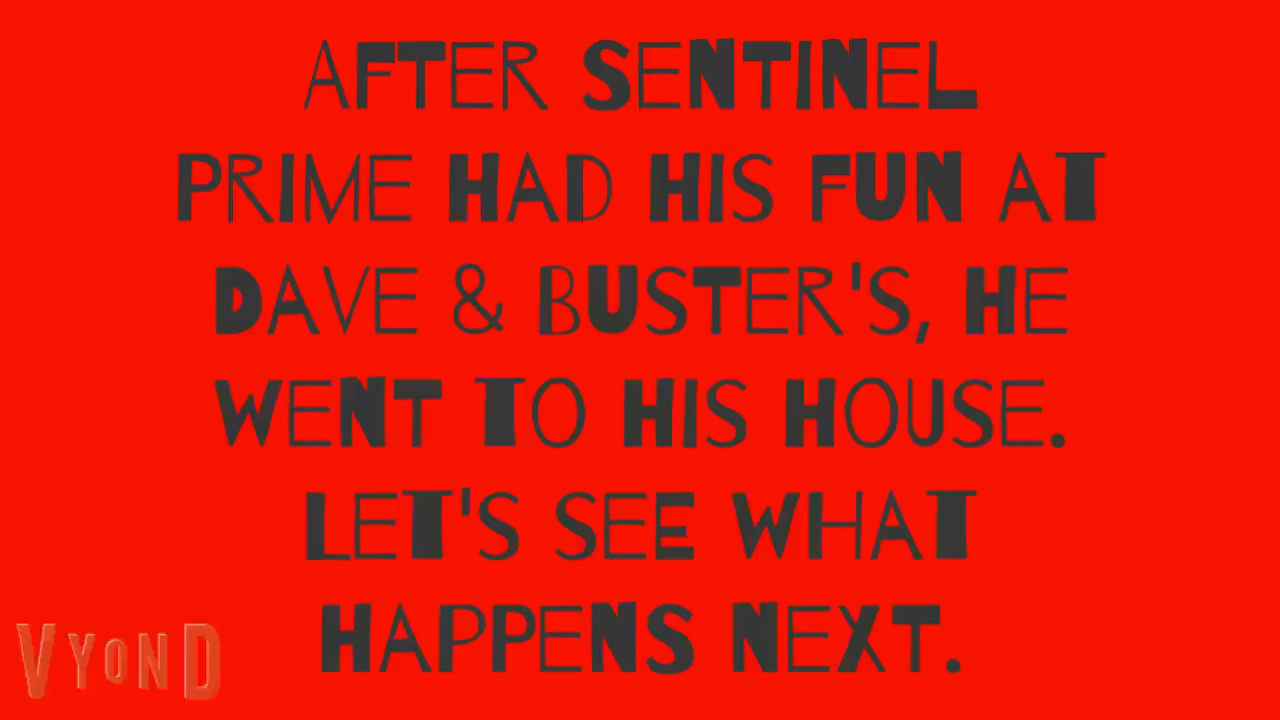 After Sentinel
Prime had his fun at
Dave & Buster's, he
went to his house.
Let's see what
happens next.
Vyond